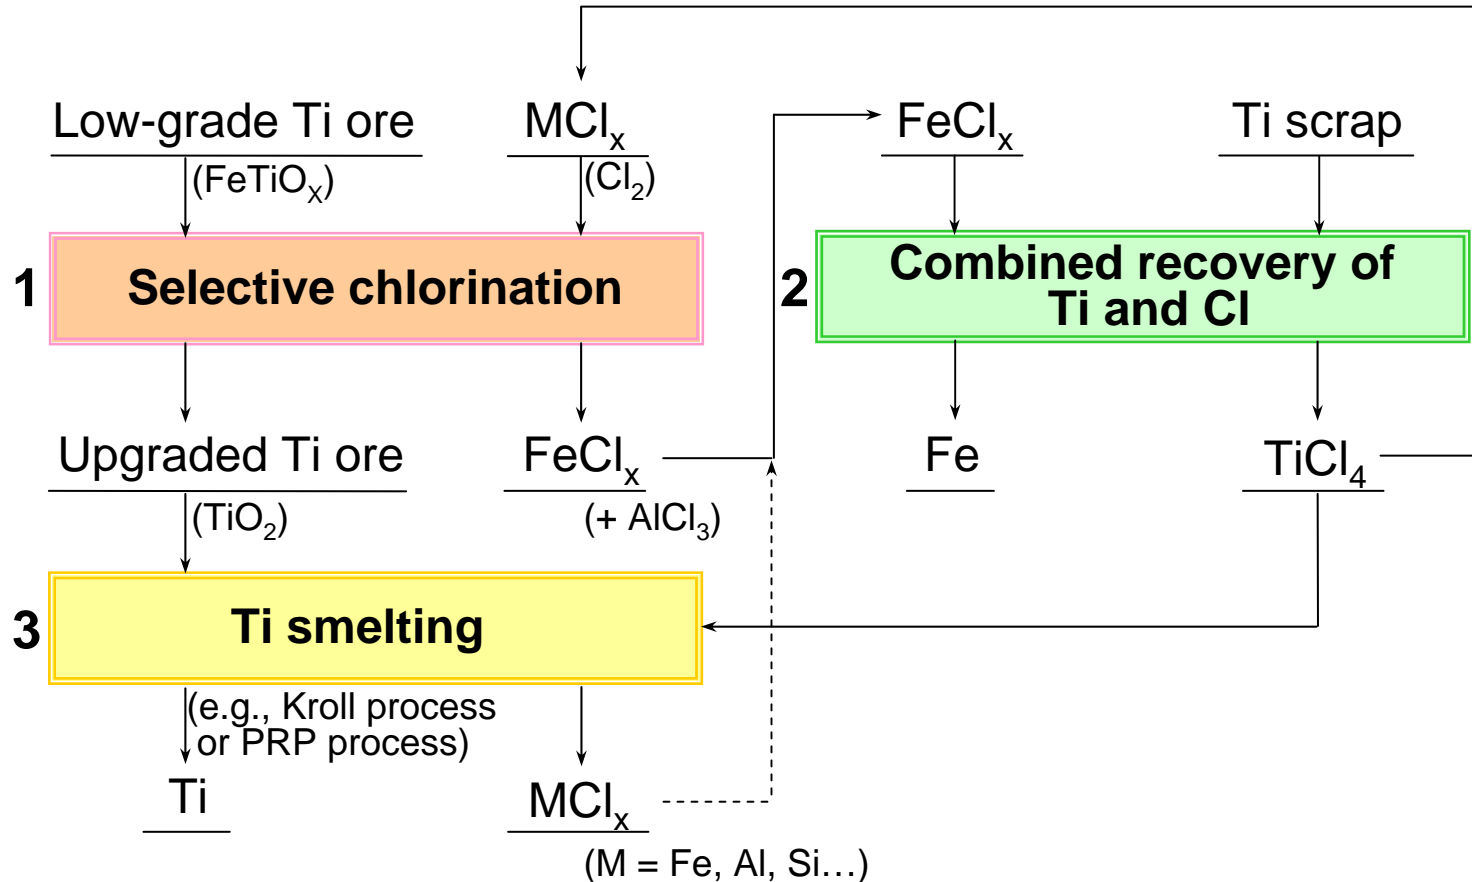 Low-grade Ti ore
(FeTiOₓ)
MClₓ
(Cl₂)
FeClₓ
Ti scrap
1
Selective chlorination
2
Combined recovery of
Ti and Cl
Upgraded Ti ore
(TiO₂)
FeClₓ
(+ AlCl₃)
Fe
TiCl₄
3
Ti smelting
(e.g., Kroll process
or PRP process)
Ti
MClₓ
(M = Fe, Al, Si…)